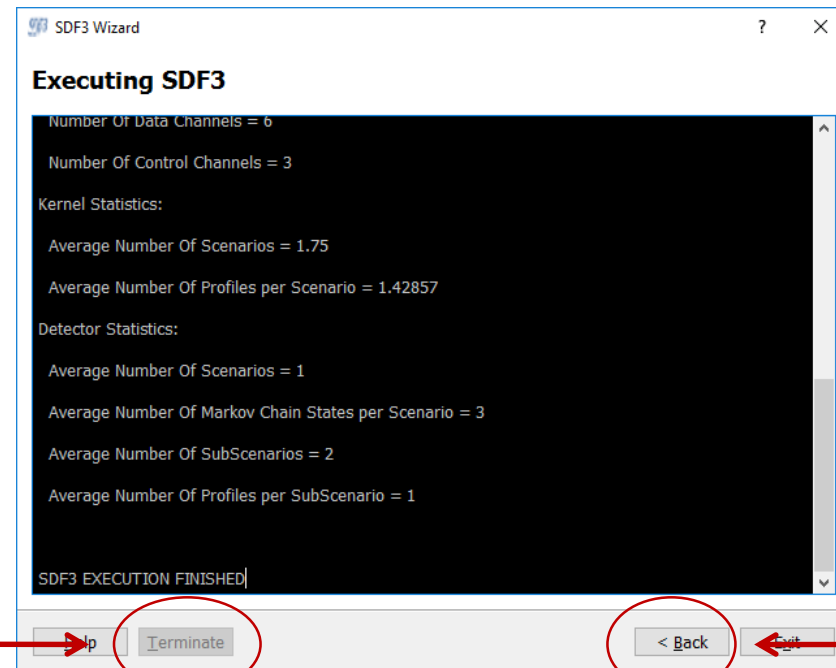 SDF3 Wizard
Executing SDF3
Number Of Data Channels = 6
Number Of Control Channels = 3
Kernel Statistics:
Average Number Of Scenarios = 1.75
Average Number Of Profiles per Scenario = 1.42857
Detector Statistics:
Average Number Of Scenarios = 1
Average Number Of Markov Chain States per Scenario = 3
Average Number Of SubScenarios = 2
Average Number Of Profiles per SubScenario = 1
SDF3 EXECUTION FINISHED
Help Terminate < Back Exit